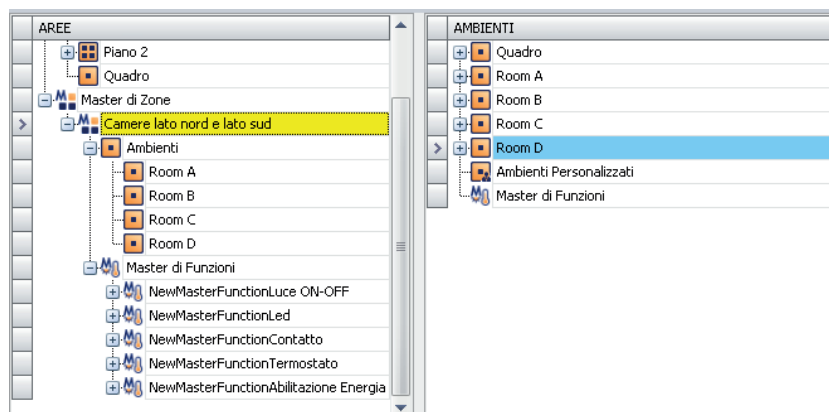 AREE
Piano 2
Quadro
Master di Zone
Camere lato nord e lato sud
Ambienti
Room A
Room B
Room C
Room D
Master di Funzioni
NewMasterFunctionLuce ON-OFF
NewMasterFunctionLed
NewMasterFunctionContatto
NewMasterFunctionTermostato
NewMasterFunctionAbilitazione Energia
AMBIENTI
Quadro
Room A
Room B
Room C
Room D
Ambienti Personalizzati
Master di Funzioni